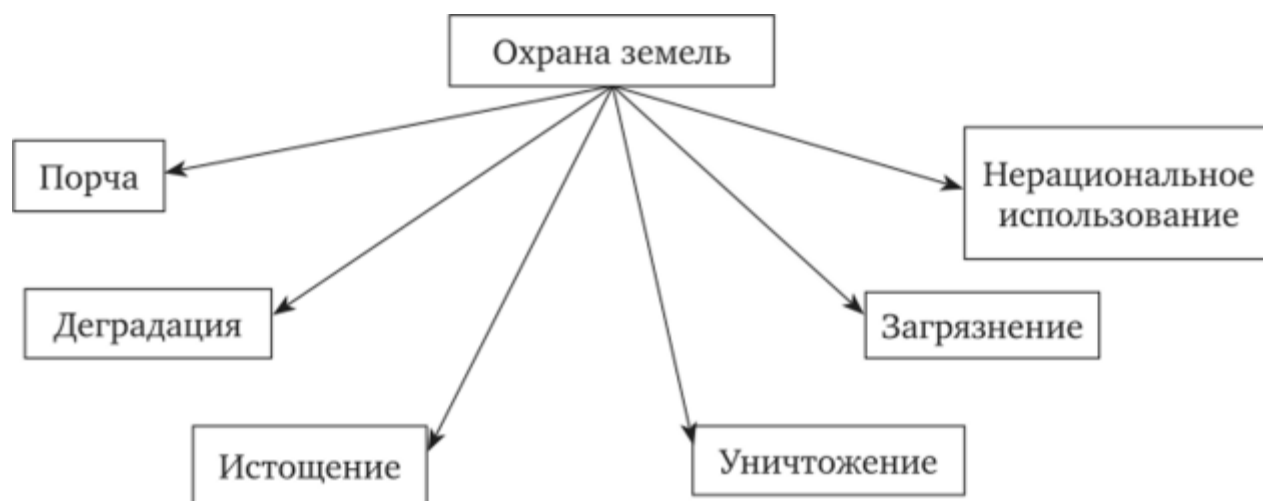 Охрана земель
Порча
Нерациональное
использование
Деградация
Загрязнение
Истощение
Уничтожение